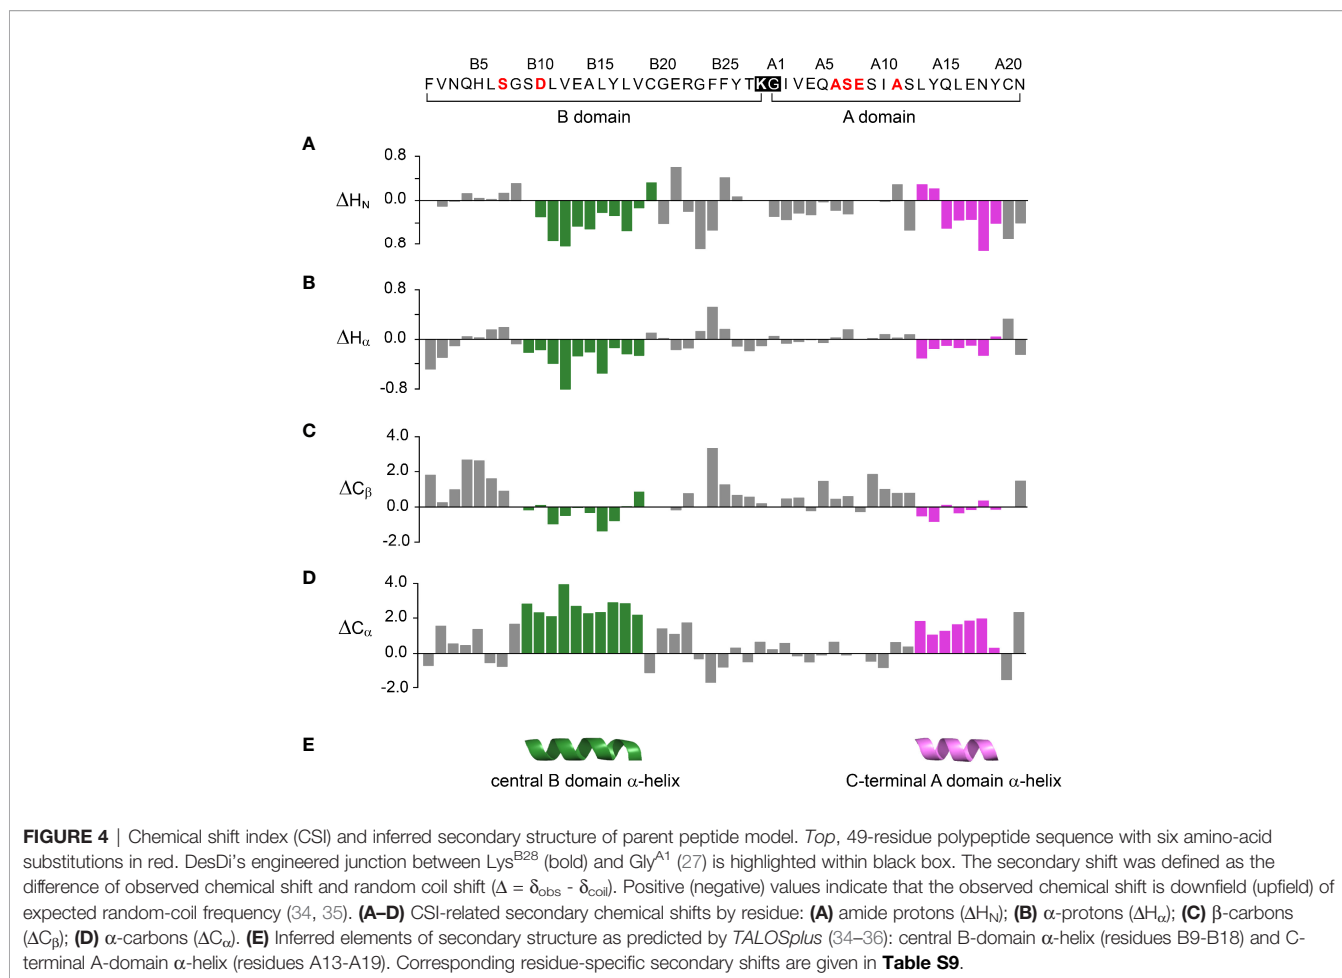 B5 B10 B15 B20 B25 A1 A5 A10 A15 A20
FVNQHLSGSDLVEALYLVCGERGFFYTKGIVEQASESIASLYQLENYCN
B domain A domain
A
0.8
ΔHN 0.0
0.8
B
0.8
ΔHα 0.0
-0.8
C
4.0
2.0
ΔCβ
0.0
-2.0
D
4.0
2.0
ΔCα
0.0
-2.0
E
central B domain α-helix C-terminal A domain α-helix
FIGURE 4 | Chemical shift index (CSI) and inferred secondary structure of parent peptide model. Top, 49-residue polypeptide sequence with six amino-acid
substitutions in red. DesDi's engineered junction between Lys^B28 (bold) and Gly^A1 (27) is highlighted within black box. The secondary shift was defined as the
difference of observed chemical shift and random coil shift (Δ = δobs - δcoil). Positive (negative) values indicate that the observed chemical shift is downfield (upfield) of
expected random-coil frequency (34, 35). (A–D) CSI-related secondary chemical shifts by residue: (A) amide protons (ΔHN); (B) α-protons (ΔHα); (C) β-carbons
(ΔCβ); (D) α-carbons (ΔCα). (E) Inferred elements of secondary structure as predicted by TALOSplus (34–36): central B-domain α-helix (residues B9-B18) and C-
terminal A-domain α-helix (residues A13-A19). Corresponding residue-specific secondary shifts are given in Table S9.